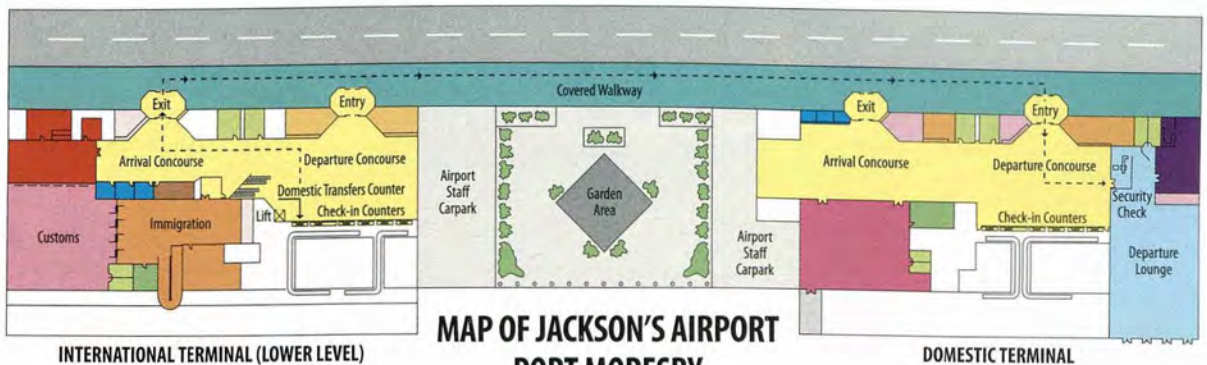 Covered Walkway
Exit
Entry
Exit
Entry
Arrival Concourse
Departure Concourse
Domestic Transfers Counter
Lift
Check-in Counters
Customs
Immigration
Airport
Staff
Carpark
Garden
Area
Airport
Staff
Carpark
Arrival Concourse
Departure Concourse
Check-in Counters
Security
Check
Departure
Lounge
INTERNATIONAL TERMINAL (LOWER LEVEL)
MAP OF JACKSON'S AIRPORT
PORT MORESBY
DOMESTIC TERMINAL